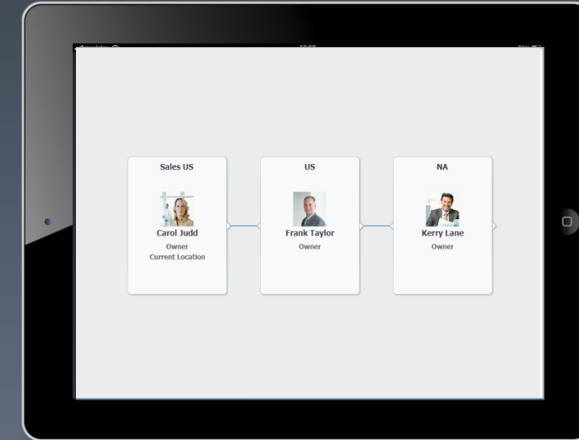 Sales US
Carol Judd
Owner
Current Location
US
Frank Taylor
Owner
NA
Kerry Lane
Owner